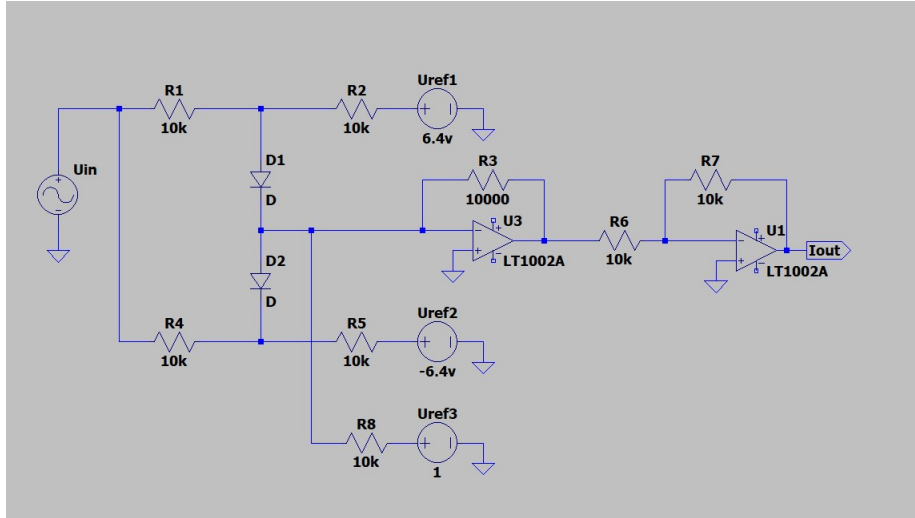 Uin
R1
10k
R2
10k
Uref1
+
6.4v
D1
D
D2
D
R3
10000
U3
LT1002A
R6
10k
R7
10k
U1
LT1002A
Iout
R4
10k
R5
10k
Uref2
+
-6.4v
R8
10k
Uref3
+
1